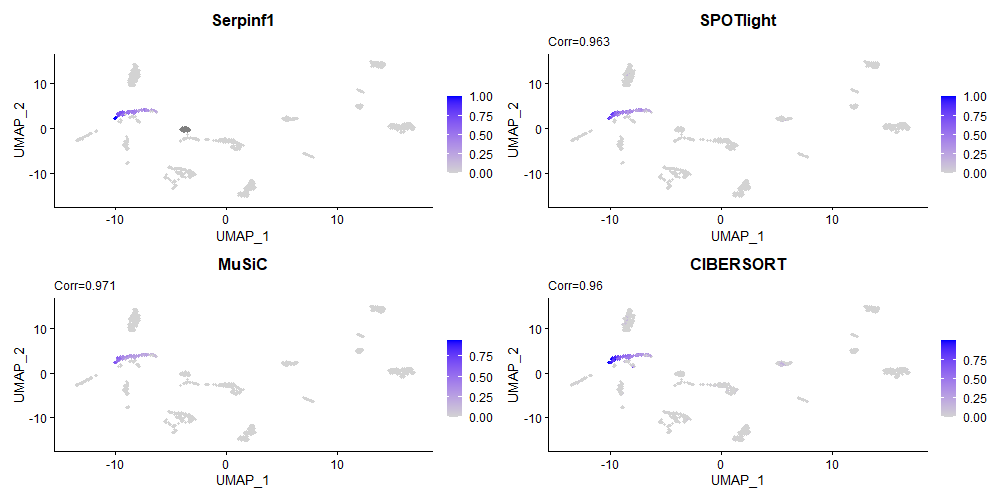 Serpinf1
UMAP_2
10
0
-10
-10
0
10
UMAP_1
1.00
0.75
0.50
0.25
0.00
SPOTlight
Corr=0.963
UMAP_2
10
0
-10
-10
0
10
UMAP_1
1.00
0.75
0.50
0.25
0.00
MuSiC
Corr=0.971
UMAP_2
10
0
-10
-10
0
10
UMAP_1
0.75
0.50
0.25
0.00
CIBERSORT
Corr=0.96
UMAP_2
10
0
-10
-10
0
10
UMAP_1
0.75
0.50
0.25
0.00